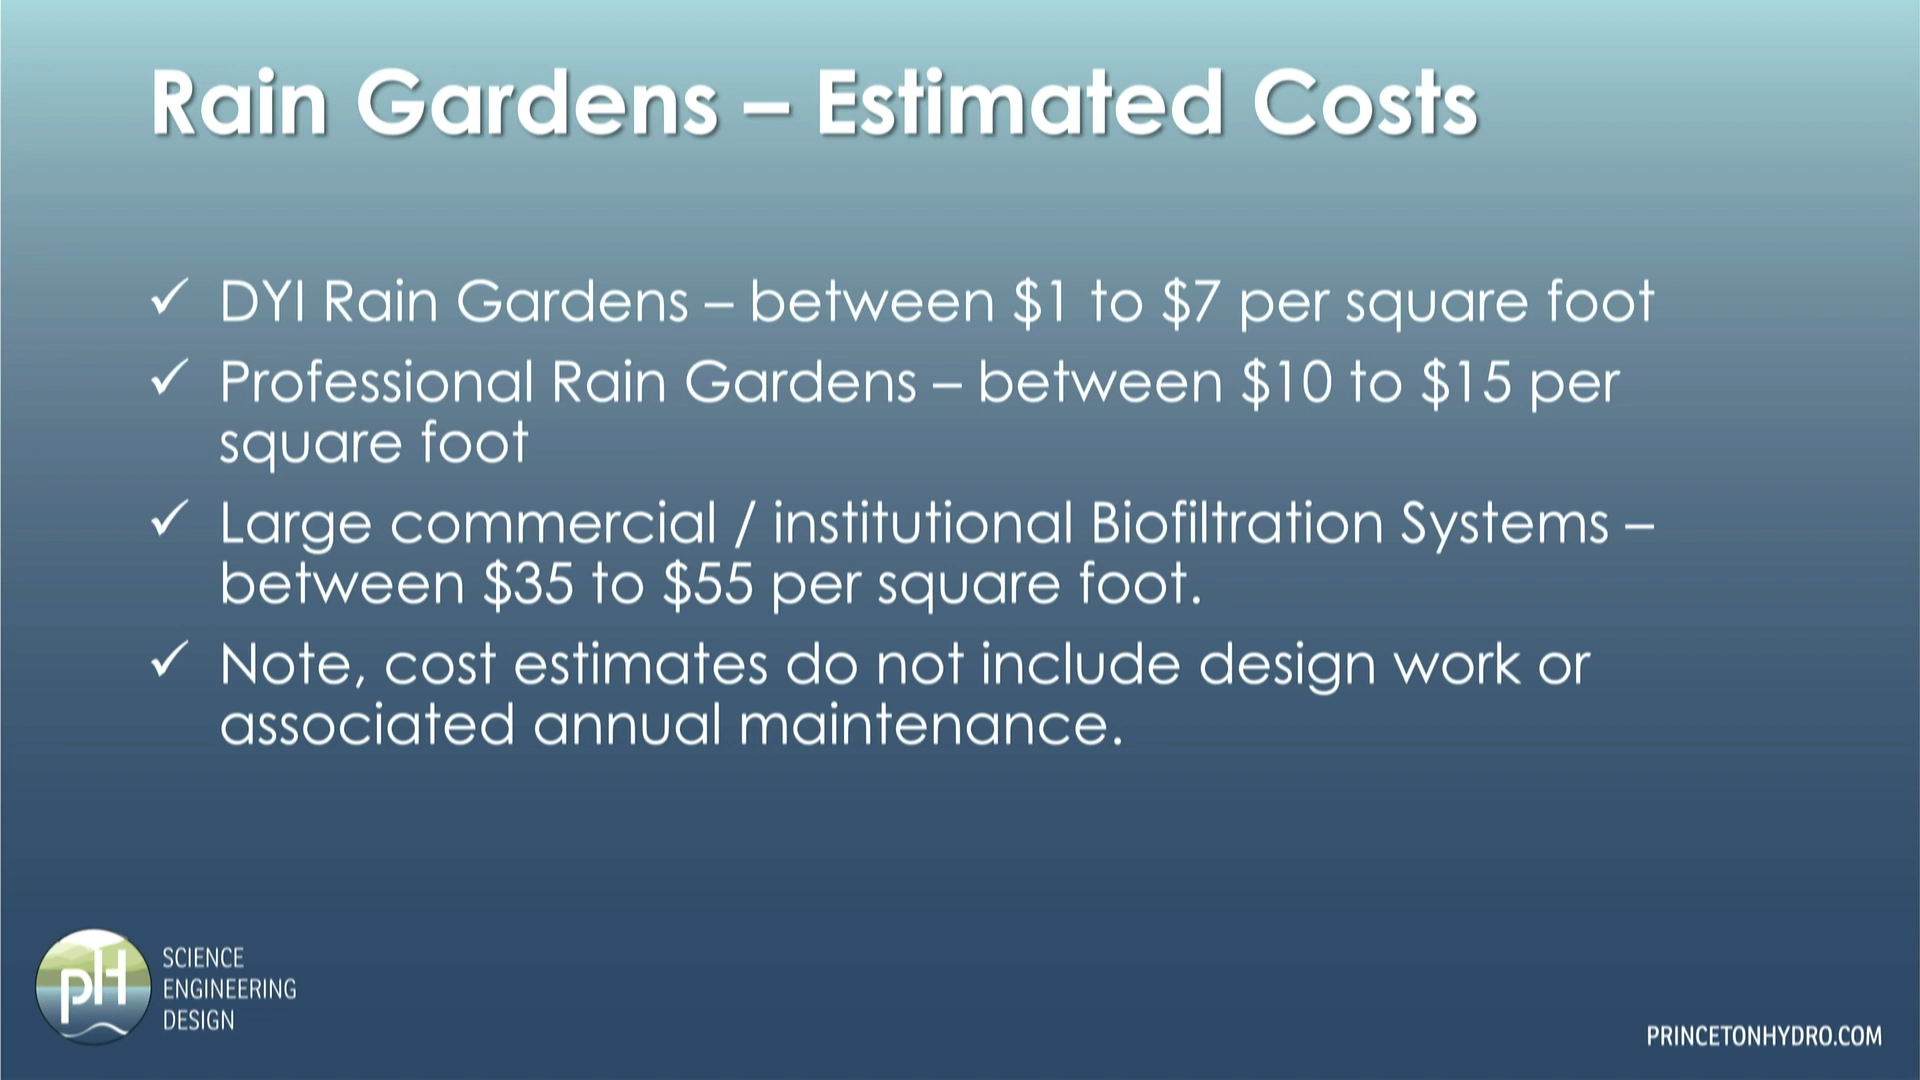 Rain Gardens – Estimated Costs
✓ DYI Rain Gardens – between $1 to $7 per square foot
✓ Professional Rain Gardens – between $10 to $15 per
square foot
✓ Large commercial / institutional Biofiltration Systems –
between $35 to $55 per square foot.
✓ Note, cost estimates do not include design work or
associated annual maintenance.
pH
SCIENCE
ENGINEERING
DESIGN
PRINCETONHYDRO.COM